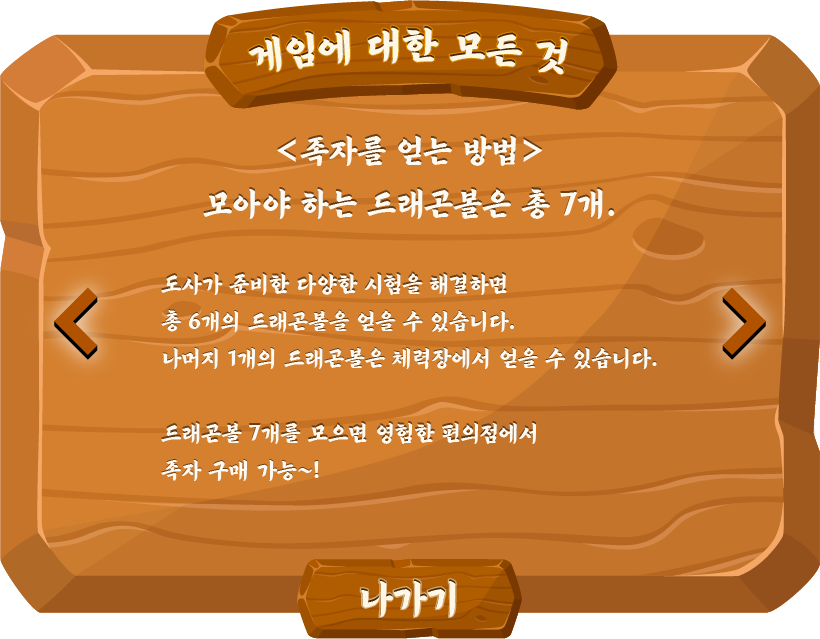 게임에 대한 모든 것
<족자를 얻는 방법>
모아야 하는 드래곤볼은 총 7개.
도사가 준비한 다양한 시험을 해결하면
총 6개의 드래곤볼을 얻을 수 있습니다.
나머지 1개의 드래곤볼은 체력장에서 얻을 수 있습니다.
드래곤볼 7개를 모으면 영험한 편의점에서
족자 구매 가능~!
나가기